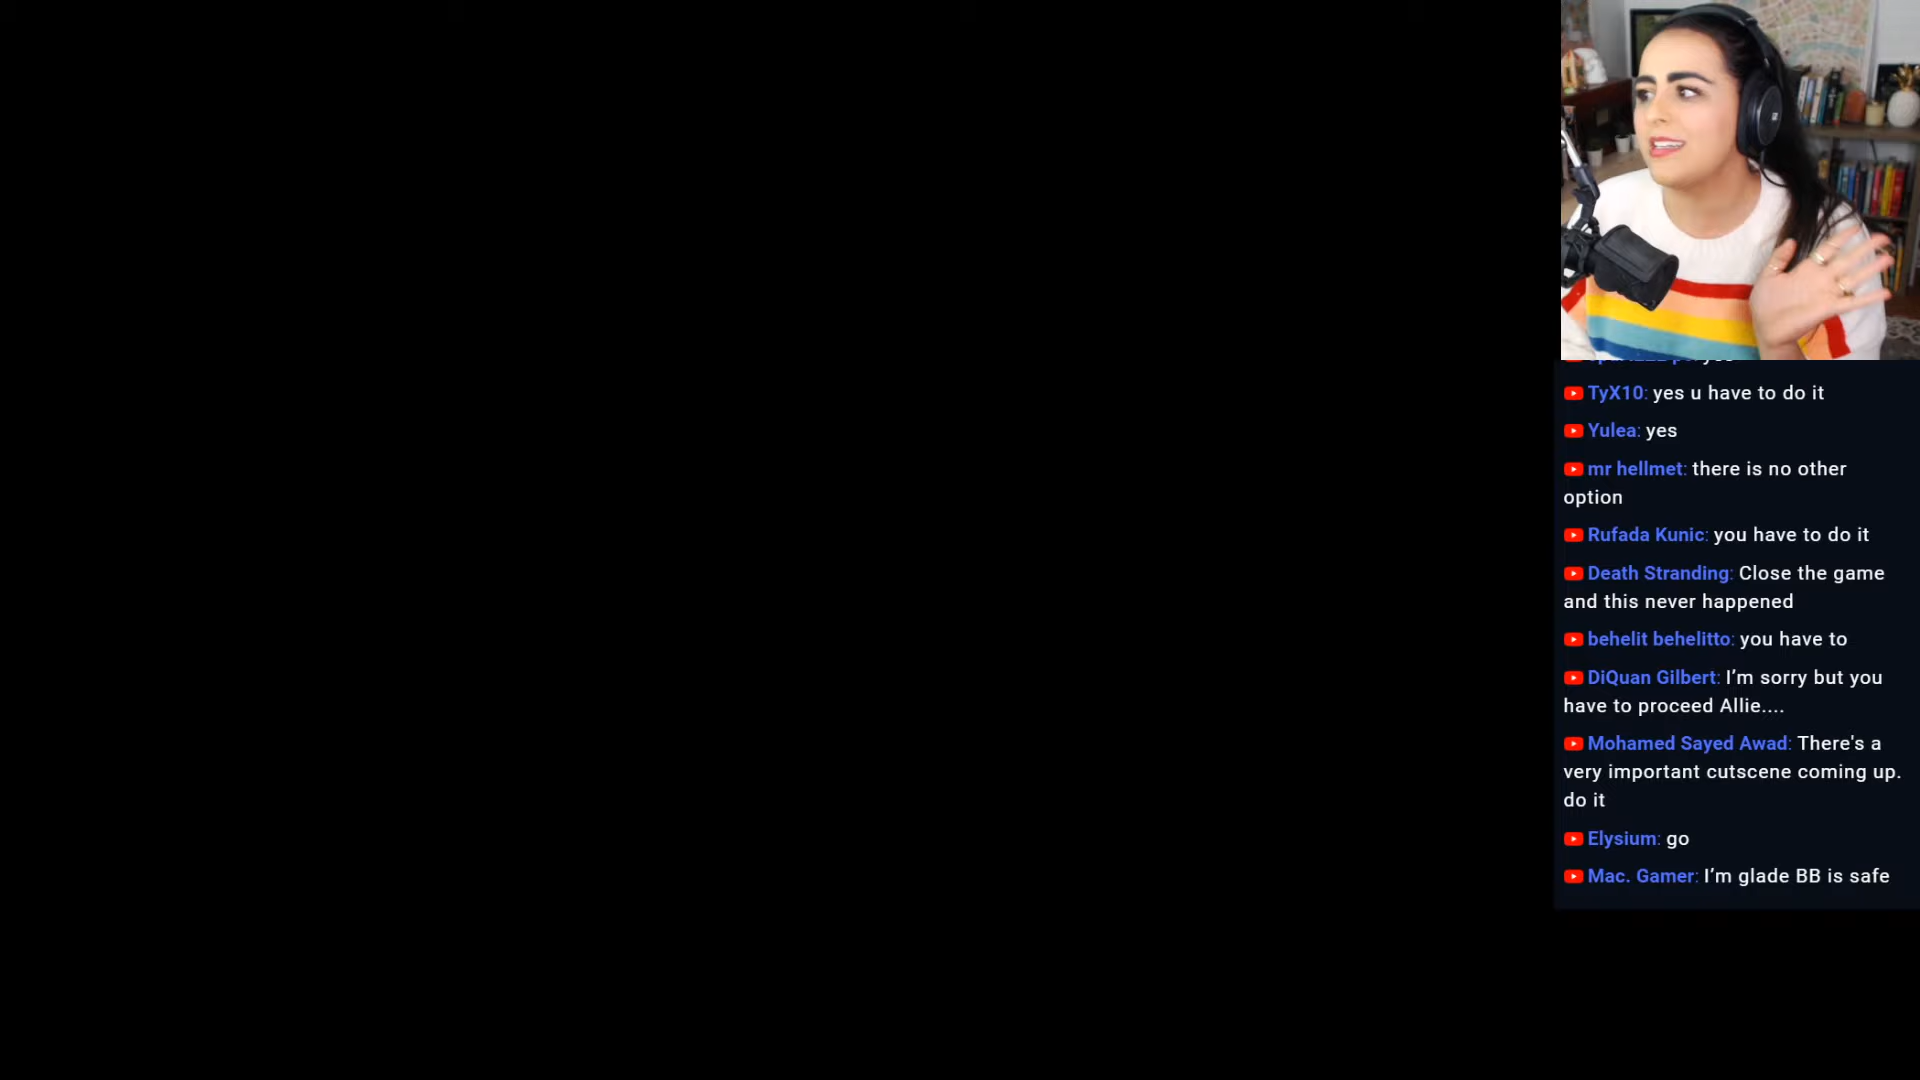 TyX10: yes u have to do it
Yulea: yes
mr hellmet: there is no other
option
Rufada Kunic: you have to do it
Death Stranding: Close the game
and this never happened
behelit behelitto: you have to
DiQuan Gilbert: I’m sorry but you
have to proceed Allie....
Mohamed Sayed Awad: There's a
very important cutscene coming up.
do it
Elysium: go
Mac. Gamer: I’m glade BB is safe